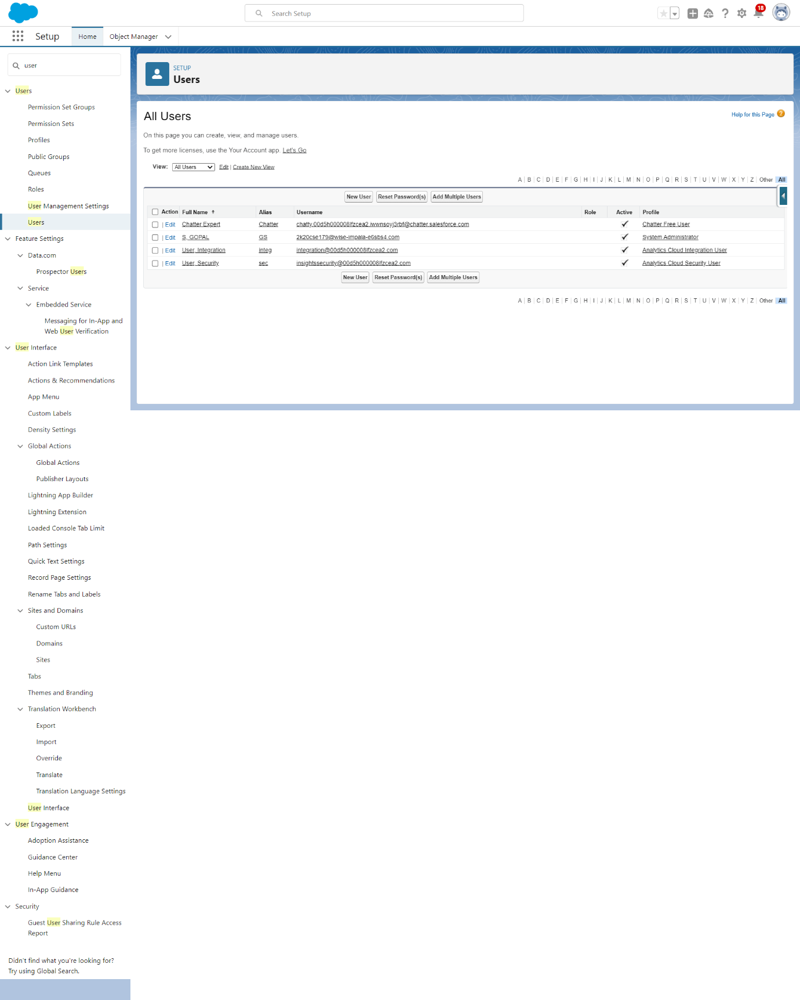 Search Setup
18
Setup
Home
Object Manager
user
Users
Permission Set Groups
Permission Sets
Profiles
Public Groups
Queues
Roles
User Management Settings
Users
Feature Settings
Data.com
Prospector Users
Service
Embedded Service
Messaging for In-App and
Web User Verification
User Interface
Action Link Templates
Actions & Recommendations
App Menu
Custom Labels
Density Settings
Global Actions
Global Actions
Publisher Layouts
Lightning App Builder
Lightning Extension
Loaded Console Tab Limit
Path Settings
Quick Text Settings
Record Page Settings
Rename Tabs and Labels
Sites and Domains
Custom URLs
Domains
Sites
Tabs
Themes and Branding
Translation Workbench
Export
Import
Override
Translate
Translation Language Settings
User Interface
User Engagement
Adoption Assistance
Guidance Center
Help Menu
In-App Guidance
Security
Guest User Sharing Rule Access
Report
Didn't find what you're looking for?
Try using Global Search.
SETUP
Users
All Users
Help for this Page ?
On this page you can create, view, and manage users.
To get more licenses, use the Your Account app. Let's Go
View: All Users Edit | Create New View
A | B | C | D | E | F | G | H | I | J | K | L | M | N | O | P | Q | R | S | T | U | V | W | X | Y | Z | Other | All
New User Reset Password(s) Add Multiple Users
Action Full Name ↑ Alias Username Role Active Profile
| Edit Chatter Expert Chatter chatty.00d5h000008lfzcea2.iwwnsoyj3rbf@chatter.salesforce.com ✓ Chatter Free User
| Edit S, GOPAL GS 2k20cse179@wise-impala-e6sbs4.com ✓ System Administrator
| Edit User, Integration integ integration@00d5h000008lfzcea2.com ✓ Analytics Cloud Integration User
| Edit User, Security sec insightssecurity@00d5h000008lfzcea2.com ✓ Analytics Cloud Security User
New User Reset Password(s) Add Multiple Users
A | B | C | D | E | F | G | H | I | J | K | L | M | N | O | P | Q | R | S | T | U | V | W | X | Y | Z | Other | All